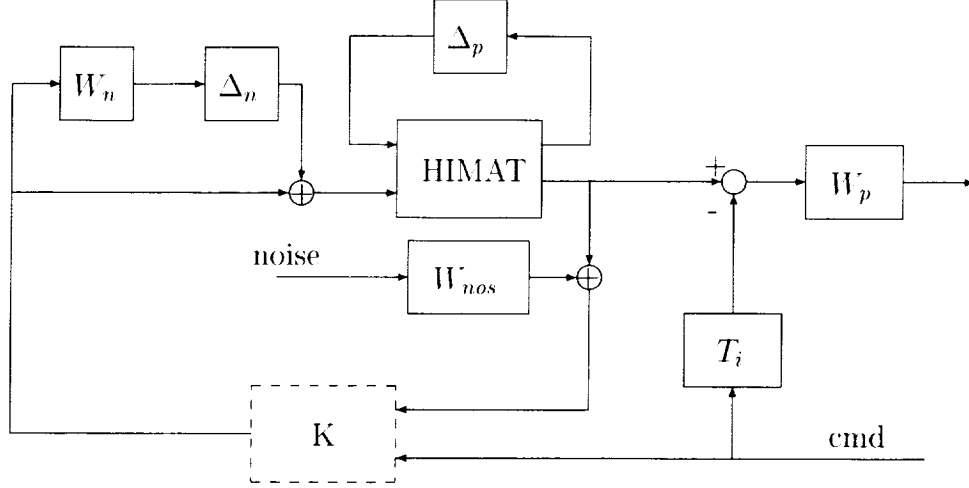 Δₚ
Wₙ
Δₙ
HIMAT
+
Wₚ
-
noise
Wₙₒₛ
Tᵢ
K
cmd